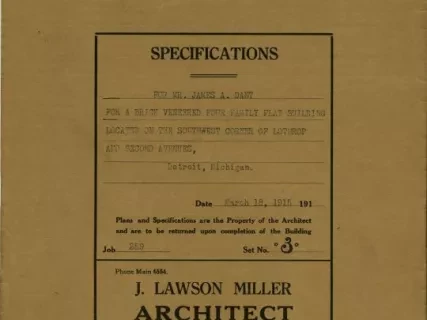 SPECIFICATIONS
FOR MR. JAMES A. DART
FOR A BRICK VENEERED FOUR FAMILY FLAT BUILDING
LOCATED ON THE SOUTHWEST CORNER OF LOTHROP
AND SECOND AVENUES,
Detroit, Michigan.
Date March 18, 1915 191
Plans and Specifications are the Property of the Architect
and are to be returned upon completion of the Building
Job 269 Set No. "3"
Phone Main 4884.
J. LAWSON MILLER
ARCHITECT